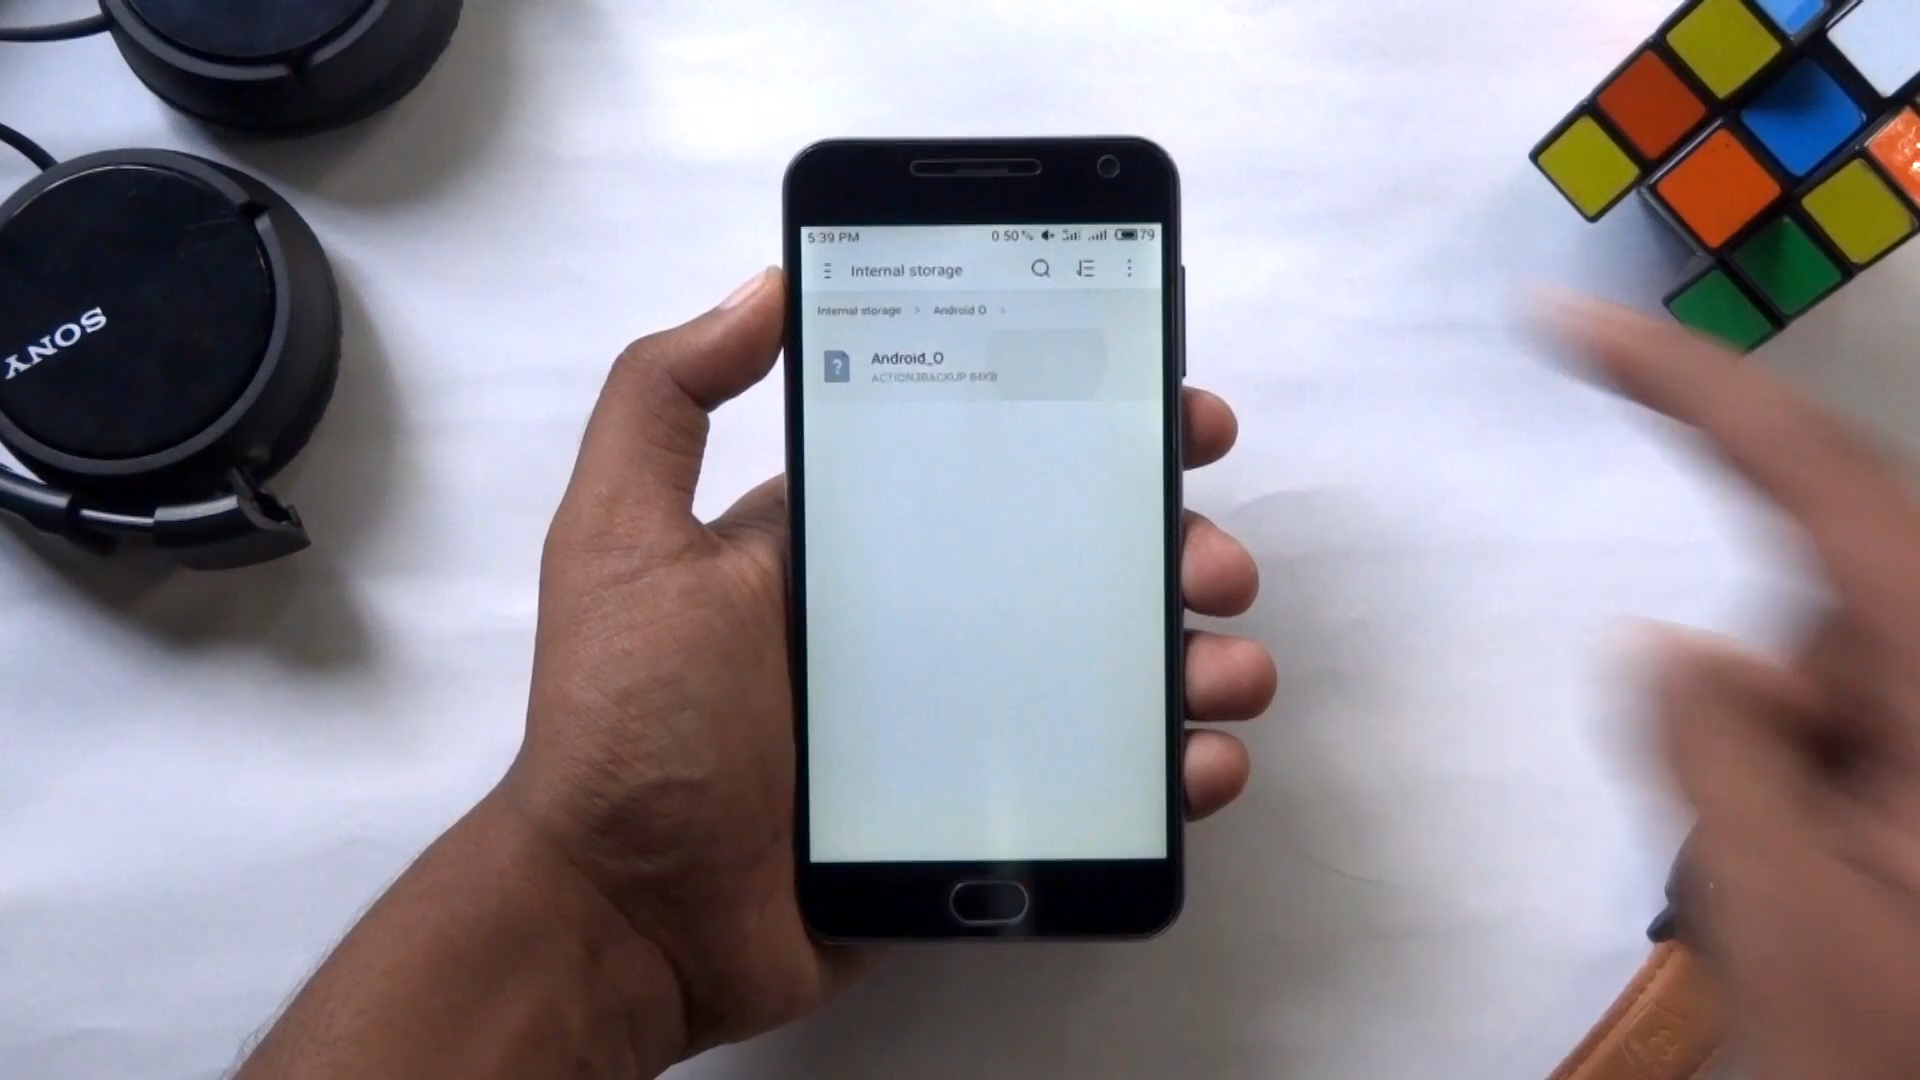 SONY
5:39 PM
0.50 % 79
Internal storage
Internal storage > Android O >
Android_O
ACTION3BACKUP 84KB